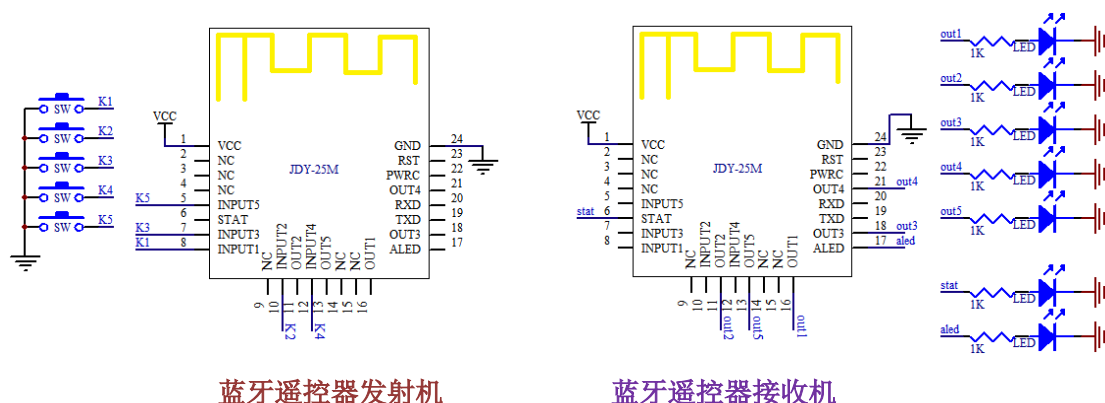 K1
SW
K2
SW
K3
SW
K4
SW
K5
SW
VCC
1 VCC
2 NC
3 NC
4 NC
K5 5 INPUT5
6 STAT
K3 7 INPUT3
K1 8 INPUT1
JDY-25M
GND 24
RST 23
PWRC 22
OUT4 21
RXD 20
TXD 19
OUT3 18
ALED 17
NC INPUT2 OUT2 INPUT4 OUT5 NC NC OUT1
9 10 11 12 13 14 15 16
K2 K4
蓝牙遥控器发射机
VCC
1 VCC
2 NC
3 NC
4 NC
5 INPUT5
stat 6 STAT
7 INPUT3
8 INPUT1
JDY-25M
GND 24
RST 23
PWRC 22
OUT4 21 out4
RXD 20
TXD 19
OUT3 18 out3
ALED 17 aled
NC INPUT2 OUT2 INPUT4 OUT5 NC NC OUT1
9 10 11 12 13 14 15 16
out2 out5 out1
蓝牙遥控器接收机
out1
1K LED
out2
1K LED
out3
1K LED
out4
1K LED
out5
1K LED
stat
1K LED
aled
1K LED